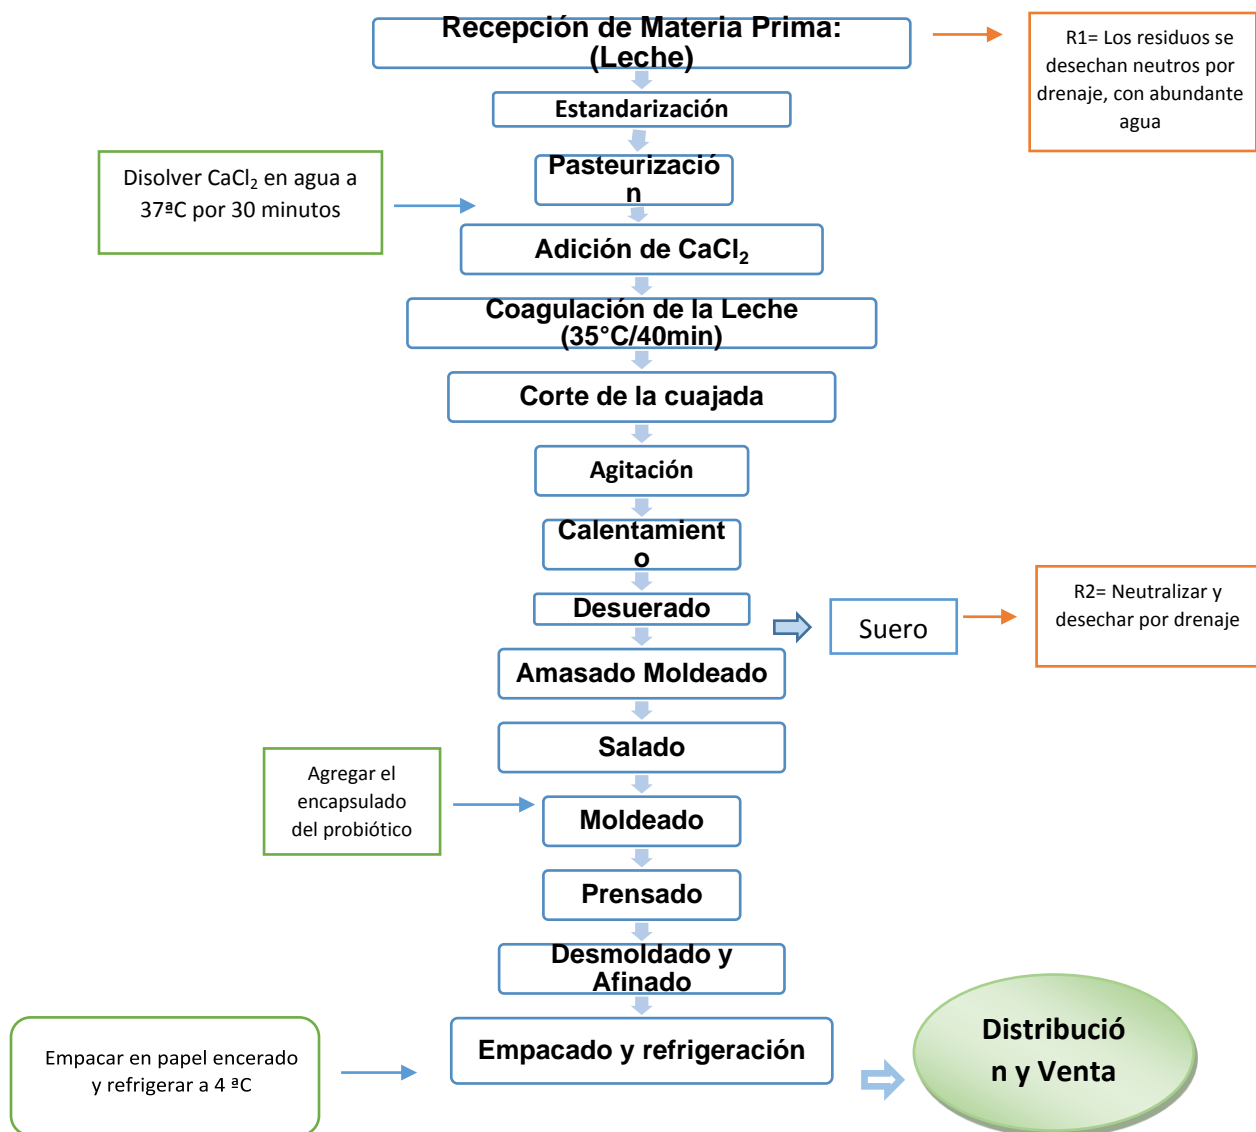 Recepción de Materia Prima:
(Leche)
R1= Los residuos se
desechan neutros por
drenaje, con abundante
agua
Estandarización
Disolver CaCl₂ en agua a
37ªC por 30 minutos
Pasteurizació
n
Adición de CaCl₂
Coagulación de la Leche
(35°C/40min)
Corte de la cuajada
Agitación
Calentamient
o
Desuerado
Suero
R2= Neutralizar y
desechar por drenaje
Amasado Moldeado
Salado
Agregar el
encapsulado
del probiótico
Moldeado
Prensado
Desmoldado y
Afinado
Empacar en papel encerado
y refrigerar a 4 ªC
Empacado y refrigeración
Distribució
n y Venta